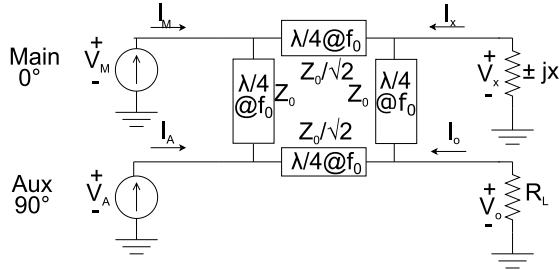 I_M
I_x
Main
0°
+
V_M
-
λ/4@f₀
Z₀/√2
λ/4
@f₀
Z₀
Z₀
λ/4
@f₀
+
V_x
-
± jx
I_A
Z₀/√2
I_o
λ/4@f₀
Aux
90°
+
V_A
-
+
V_o
-
R_L